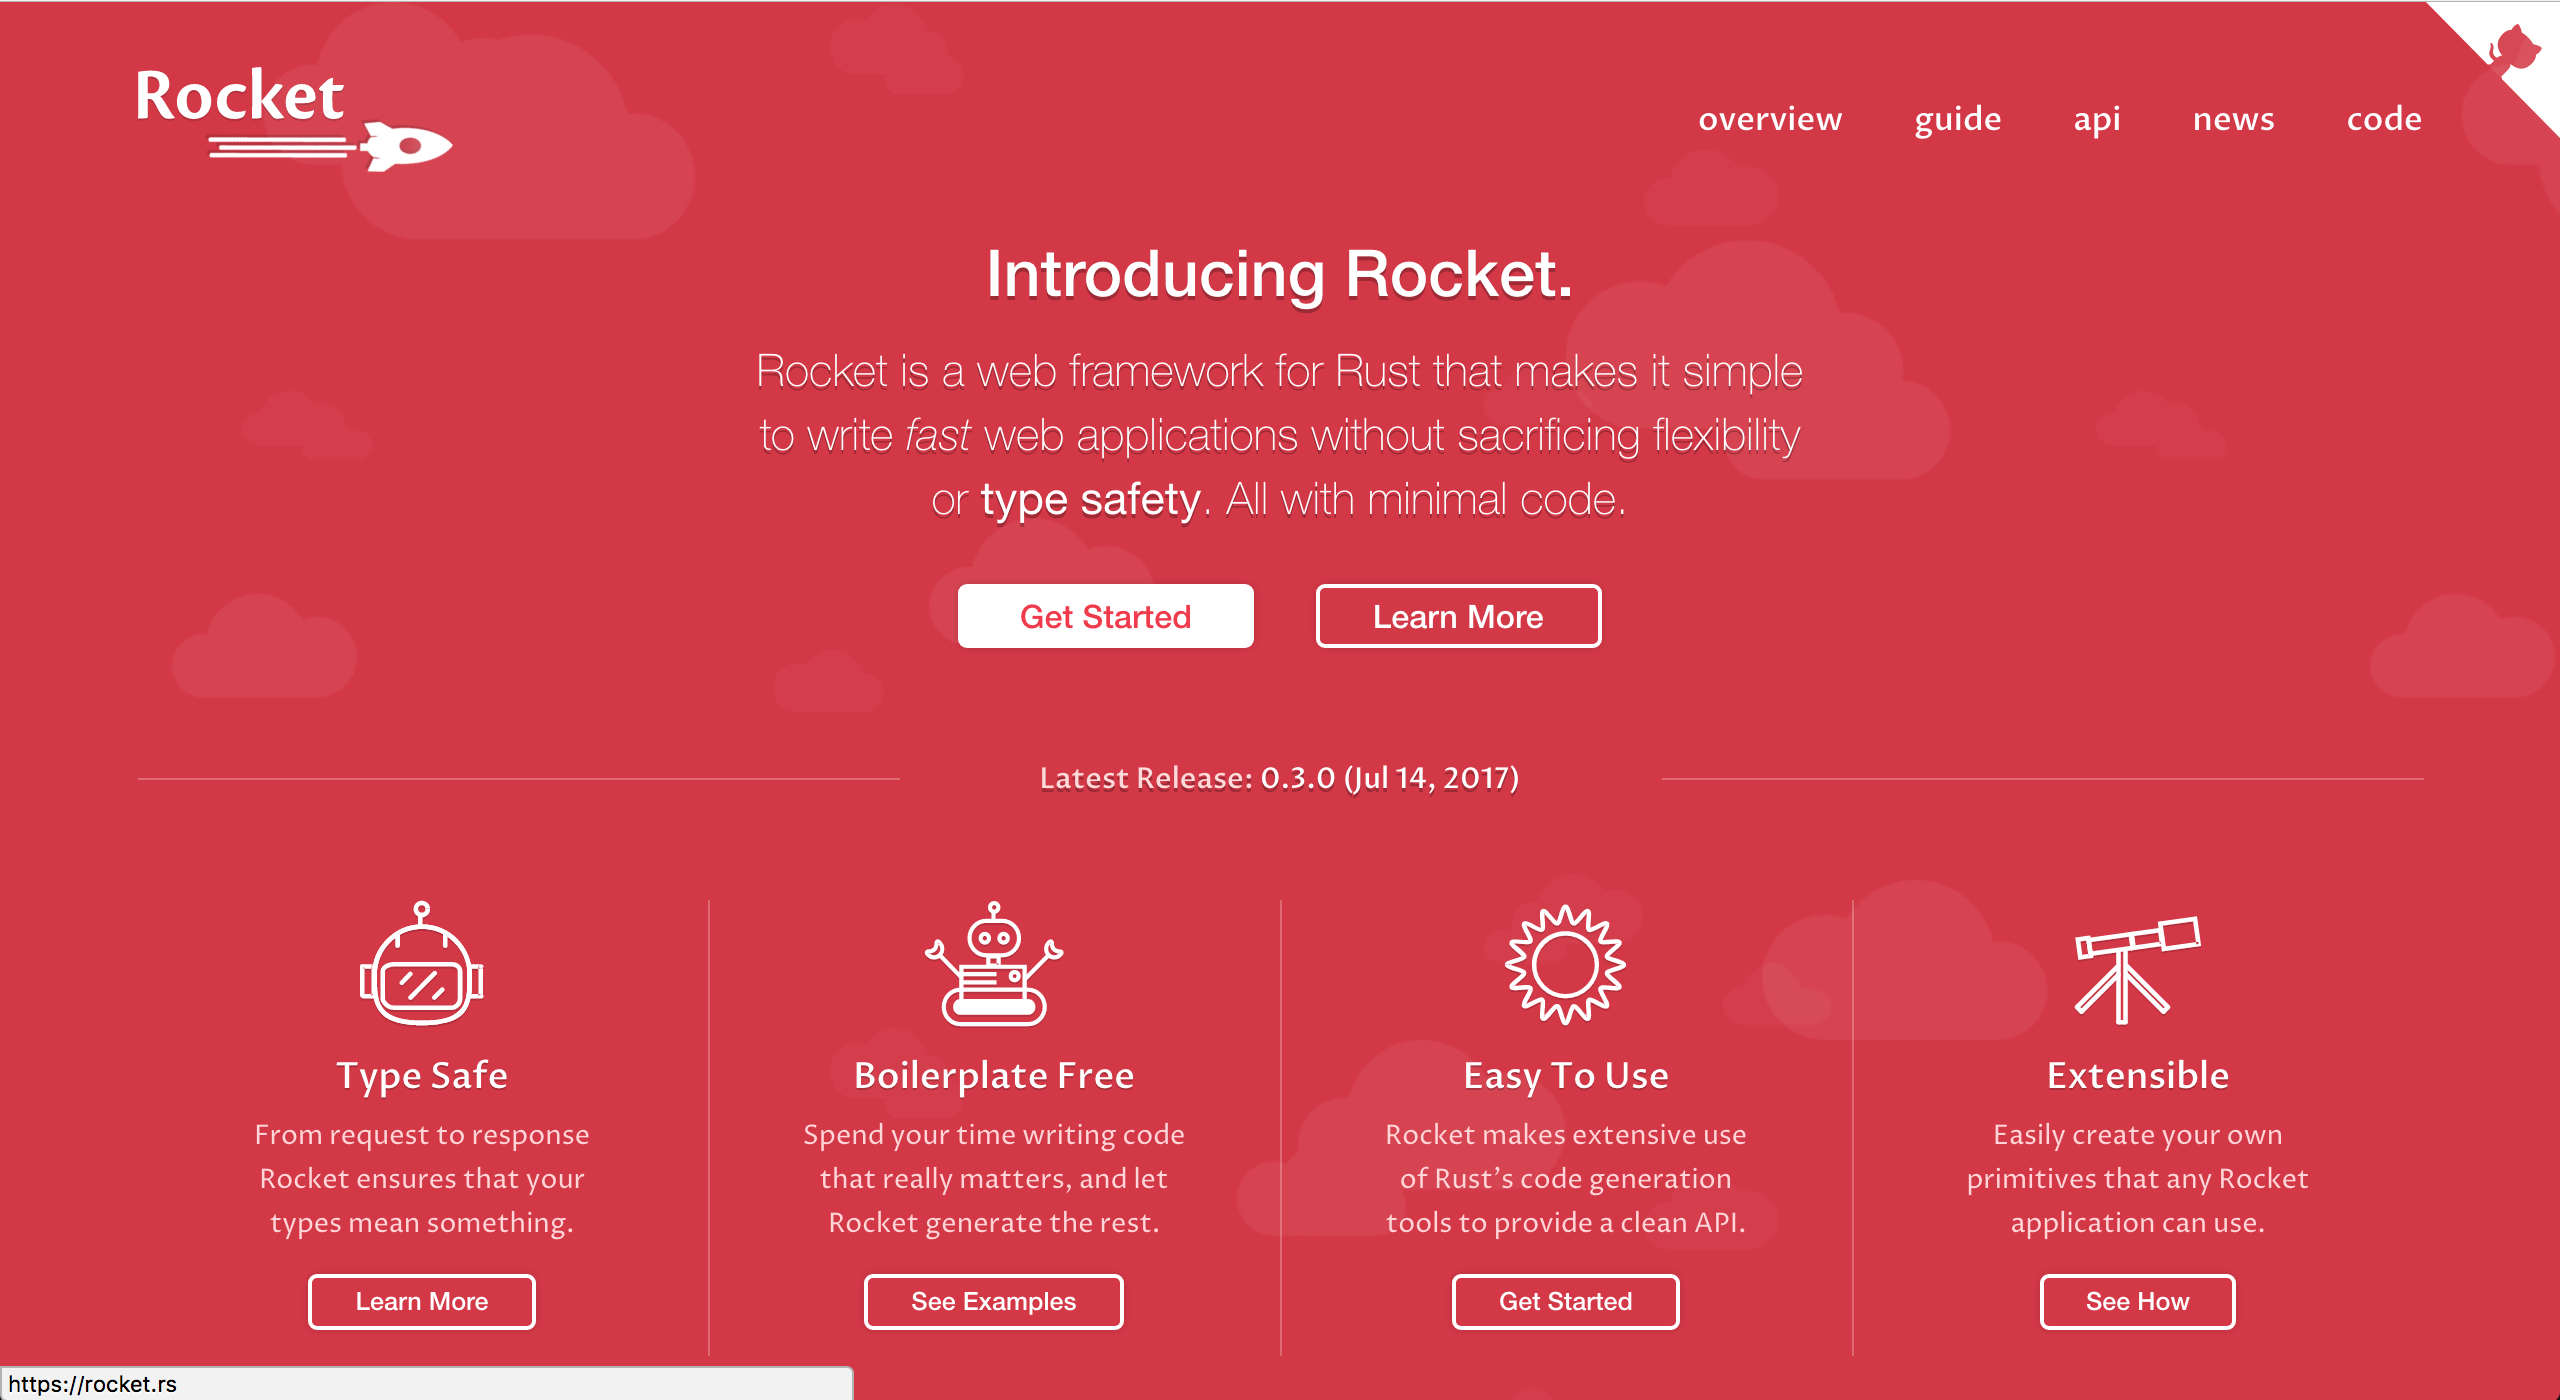 Rocket
overview guide api news code
Introducing Rocket.
Rocket is a web framework for Rust that makes it simple
to write fast web applications without sacrificing flexibility
or type safety. All with minimal code.
Get Started
Learn More
Latest Release: 0.3.0 (Jul 14, 2017)
Type Safe
From request to response
Rocket ensures that your
types mean something.
Learn More
Boilerplate Free
Spend your time writing code
that really matters, and let
Rocket generate the rest.
See Examples
Easy To Use
Rocket makes extensive use
of Rust’s code generation
tools to provide a clean API.
Get Started
Extensible
Easily create your own
primitives that any Rocket
application can use.
See How
https://rocket.rs